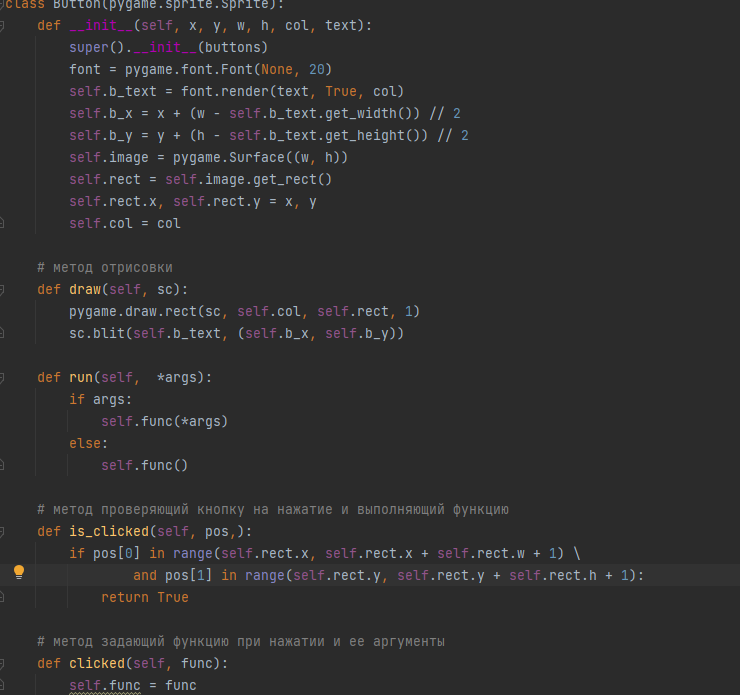 class Button(pygame.sprite.Sprite):
    def __init__(self, x, y, w, h, col, text):
        super().__init__(buttons)
        font = pygame.font.Font(None, 20)
        self.b_text = font.render(text, True, col)
        self.b_x = x + (w - self.b_text.get_width()) // 2
        self.b_y = y + (h - self.b_text.get_height()) // 2
        self.image = pygame.Surface((w, h))
        self.rect = self.image.get_rect()
        self.rect.x, self.rect.y = x, y
        self.col = col
    # метод отрисовки
    def draw(self, sc):
        pygame.draw.rect(sc, self.col, self.rect, 1)
        sc.blit(self.b_text, (self.b_x, self.b_y))
    def run(self,  *args):
        if args:
            self.func(*args)
        else:
            self.func()
    # метод проверяющий кнопку на нажатие и выполняющий функцию
    def is_clicked(self, pos,):
        if pos[0] in range(self.rect.x, self.rect.x + self.rect.w + 1) \
                and pos[1] in range(self.rect.y, self.rect.y + self.rect.h + 1):
            return True
    # метод задающий функцию при нажатии и ее аргументы
    def clicked(self, func):
        self.func = func